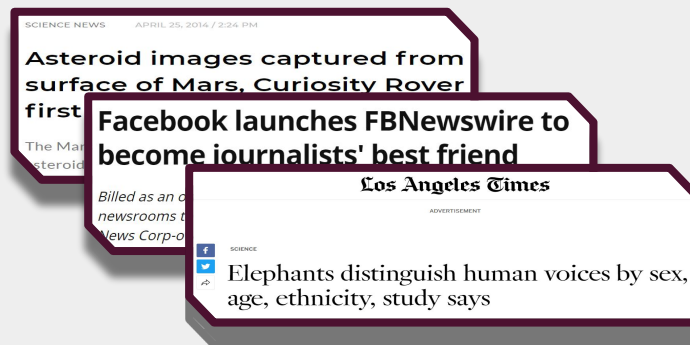 SCIENCE NEWS APRIL 25, 2014 / 2:24 PM
Asteroid images captured from
surface of Mars, Curiosity Rover
first
The Mar
asteroid
Facebook launches FBNewswire to
become journalists' best friend
Billed as an o
newsrooms t
News Corp-o
Los Angeles Times
ADVERTISEMENT
SCIENCE
Elephants distinguish human voices by sex,
age, ethnicity, study says